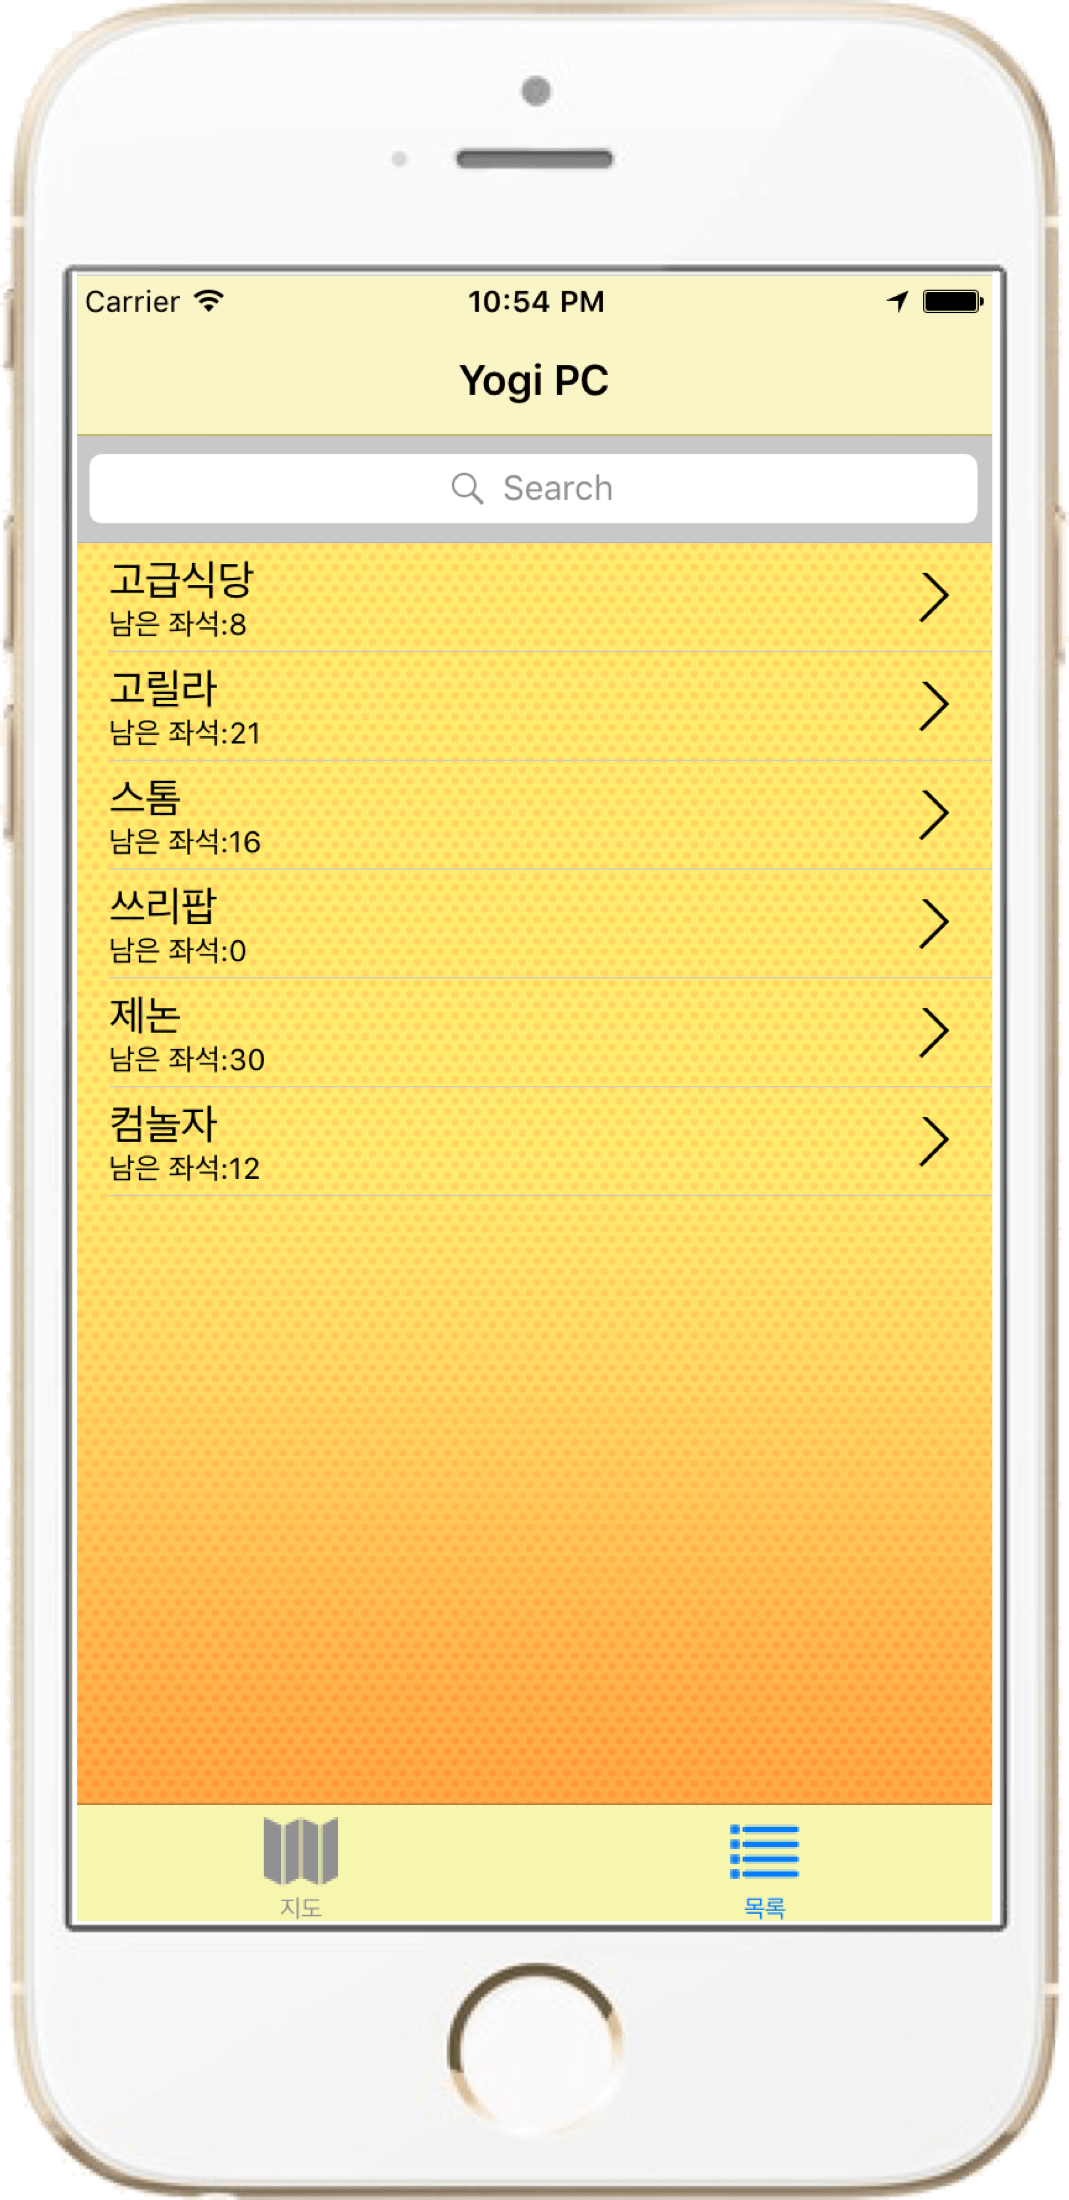 Carrier 10:54 PM
Yogi PC
Search
고급식당
남은 좌석:8
고릴라
남은 좌석:21
스톰
남은 좌석:16
쓰리팝
남은 좌석:0
제논
남은 좌석:30
컴놀자
남은 좌석:12
지도 목록